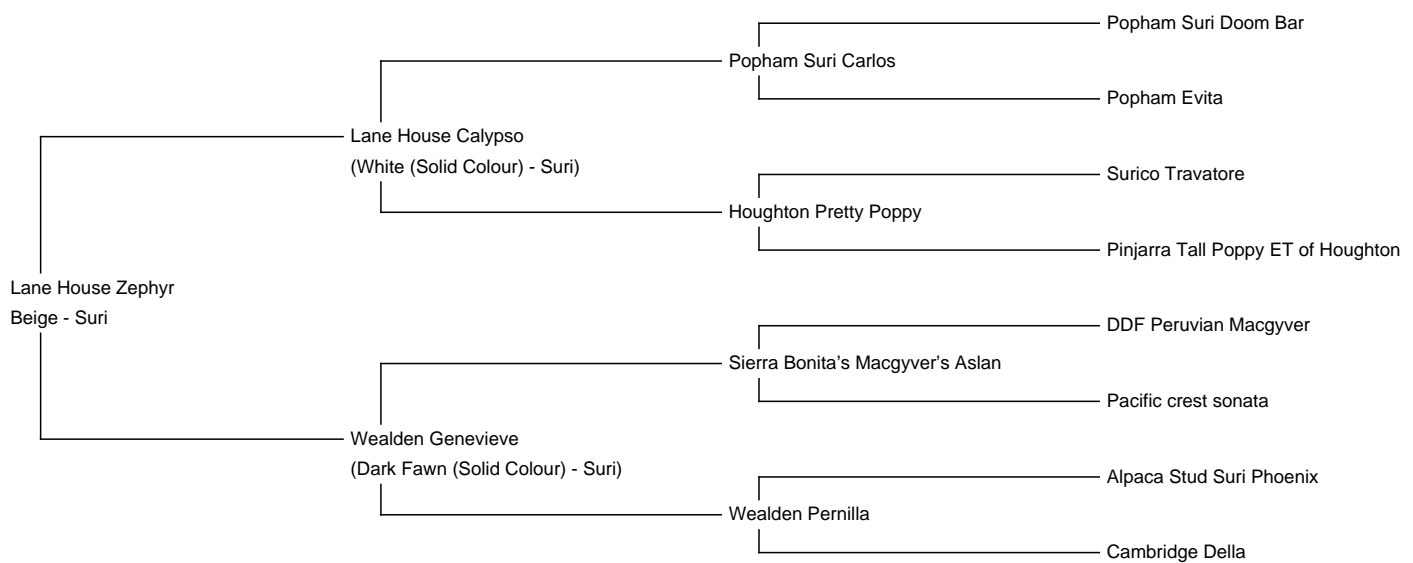 Popham Suri Doom Bar
Popham Suri Carlos
Popham Evita
Lane House Calypso
(White (Solid Colour) - Suri)
Surico Travatore
Houghton Pretty Poppy
Pinjarra Tall Poppy ET of Houghton
Lane House Zephyr
Beige - Suri
DDF Peruvian Macgyver
Sierra Bonita's Macgyver's Aslan
Pacific crest sonata
Wealden Genevieve
(Dark Fawn (Solid Colour) - Suri)
Alpaca Stud Suri Phoenix
Wealden Pernilla
Cambridge Della